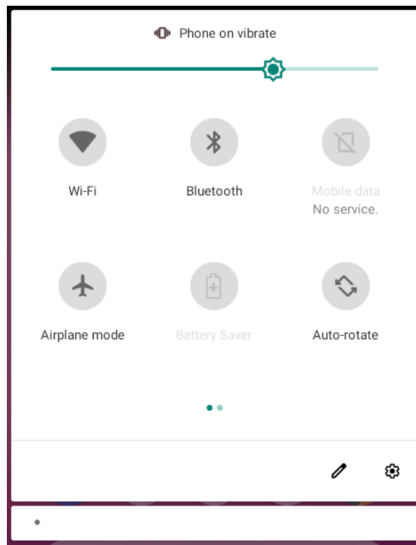 Phone on vibrate
Wi-Fi
Bluetooth
Mobile data
No service.
Airplane mode
Battery Saver
Auto-rotate